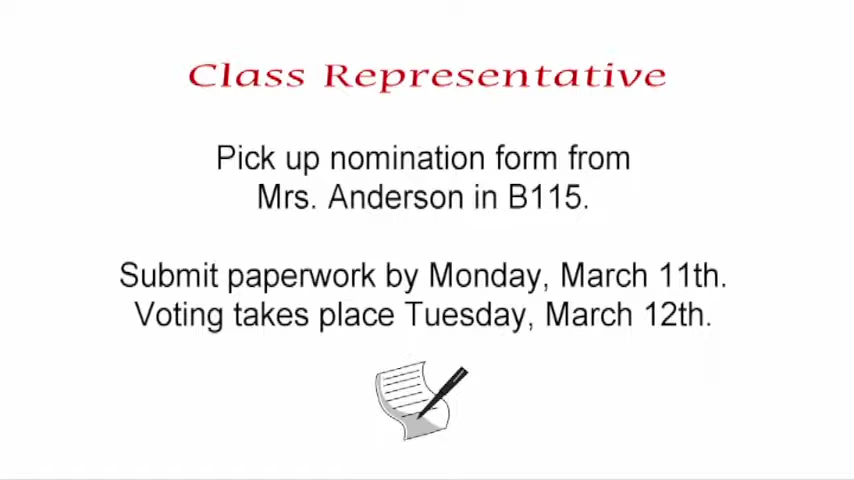 Class Representative
Pick up nomination form from
Mrs. Anderson in B115.
Submit paperwork by Monday, March 11th.
Voting takes place Tuesday, March 12th.